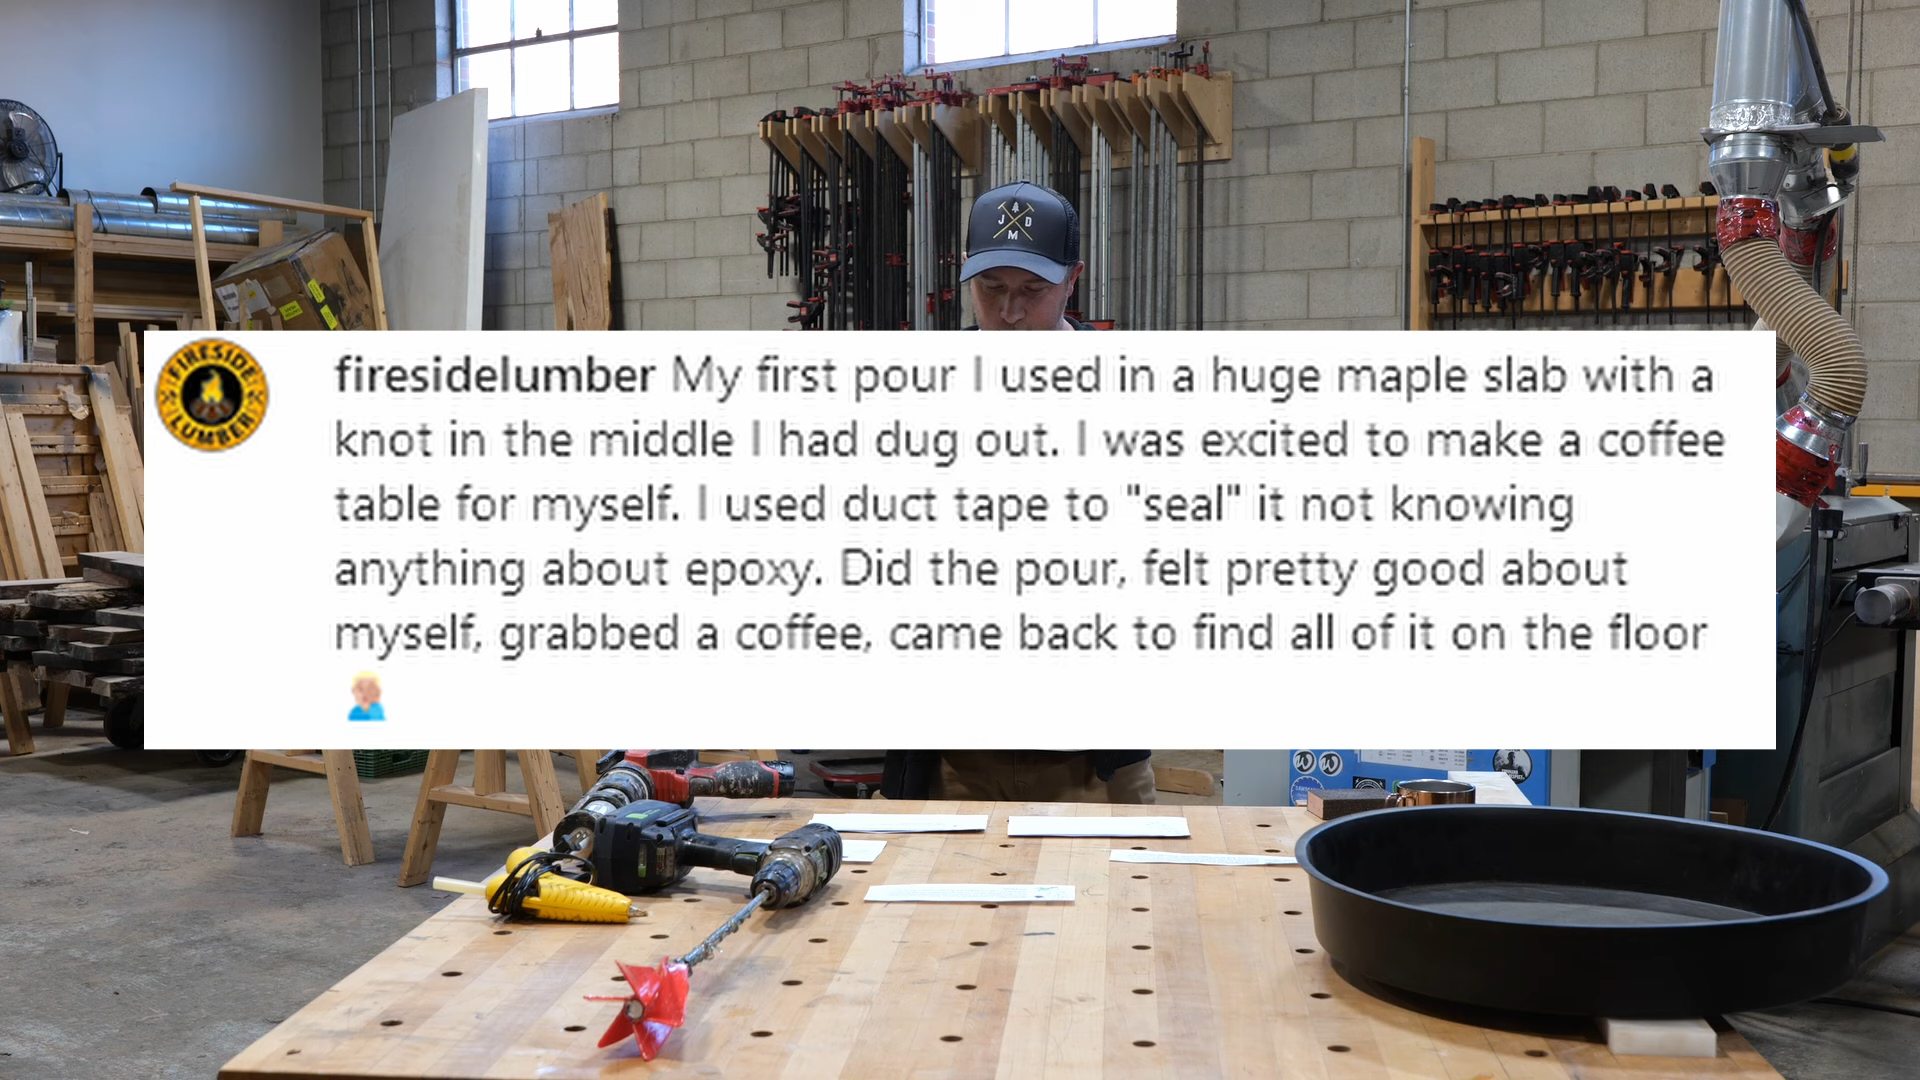 J A D
M
FIRESIDE
LUMBER
firesidelumber My first pour I used in a huge maple slab with a
knot in the middle I had dug out. I was excited to make a coffee
table for myself. I used duct tape to "seal" it not knowing
anything about epoxy. Did the pour, felt pretty good about
myself, grabbed a coffee, came back to find all of it on the floor